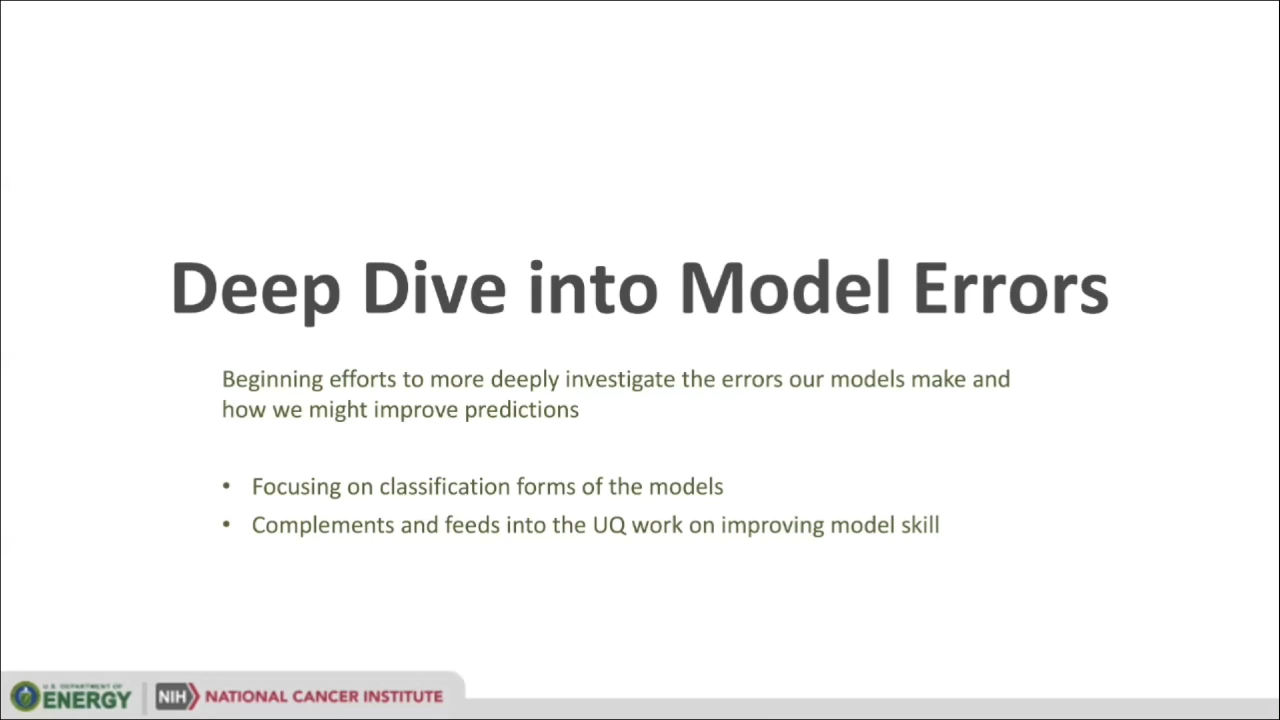 Deep Dive into Model Errors
Beginning efforts to more deeply investigate the errors our models make and
how we might improve predictions
• Focusing on classification forms of the models
• Complements and feeds into the UQ work on improving model skill
U.S. DEPARTMENT OF
ENERGY
NIH
NATIONAL CANCER INSTITUTE